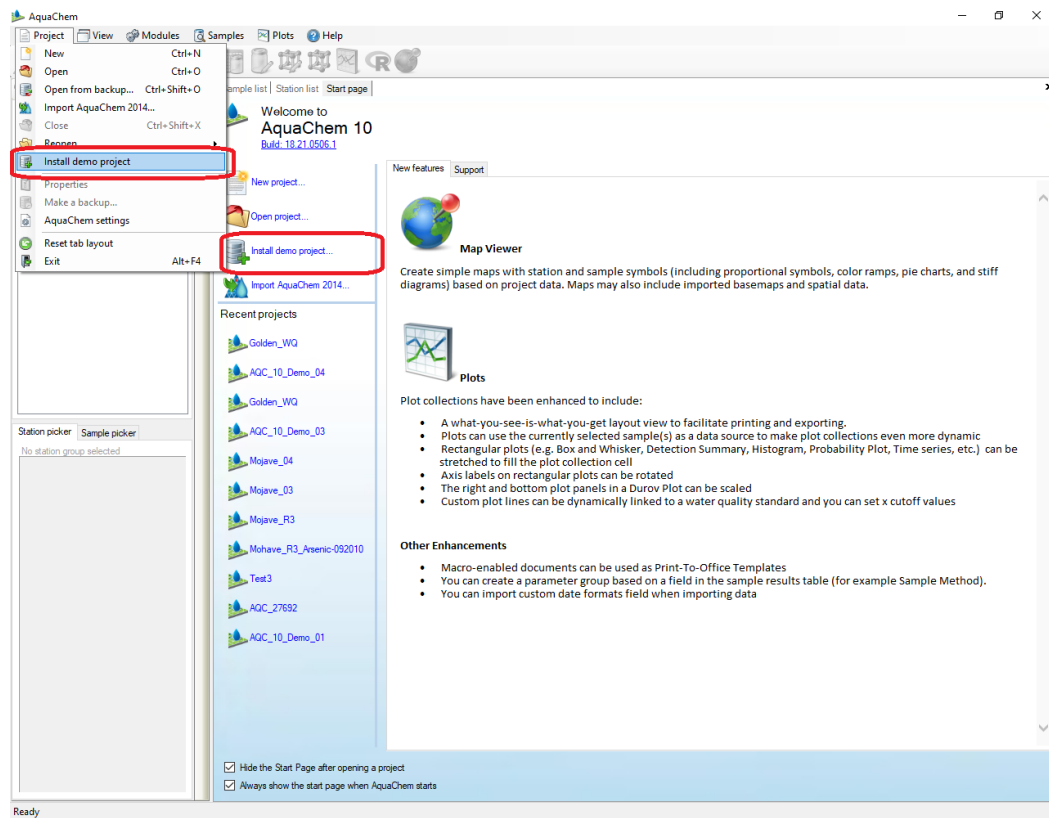 AquaChem
Project View Modules Samples Plots Help
New Ctrl+N
Open Ctrl+O
Open from backup... Ctrl+Shift+O
Import AquaChem 2014...
Close Ctrl+Shift+X
Reopen
Install demo project
Properties
Make a backup...
AquaChem settings
Reset tab layout
Exit Alt+F4
ample list Station list Start page
Welcome to
AquaChem 10
Build: 18.21.0506.1
New project...
Open project...
Install demo project...
Import AquaChem 2014...
Recent projects
Golden_WQ
AQC_10_Demo_04
Golden_WQ
AQC_10_Demo_03
Mojave_04
Mojave_03
Mojave_R3
Mohave_R3_Arsenic-092010
Test3
AQC_27692
AQC_10_Demo_01
New features Support
Map Viewer
Create simple maps with station and sample symbols (including proportional symbols, color ramps, pie charts, and stiff
diagrams) based on project data. Maps may also include imported basemaps and spatial data.
Plots
Plot collections have been enhanced to include:
• A what-you-see-is-what-you-get layout view to facilitate printing and exporting.
• Plots can use the currently selected sample(s) as a data source to make plot collections even more dynamic
• Rectangular plots (e.g. Box and Whisker, Detection Summary, Histogram, Probability Plot, Time series, etc.) can be
stretched to fill the plot collection cell
• Axis labels on rectangular plots can be rotated
• The right and bottom plot panels in a Durov Plot can be scaled
• Custom plot lines can be dynamically linked to a water quality standard and you can set x cutoff values
Other Enhancements
• Macro-enabled documents can be used as Print-To-Office Templates
• You can create a parameter group based on a field in the sample results table (for example Sample Method).
• You can import custom date formats field when importing data
Station picker Sample picker
No station group selected
Hide the Start Page after opening a project
Always show the start page when AquaChem starts
Ready